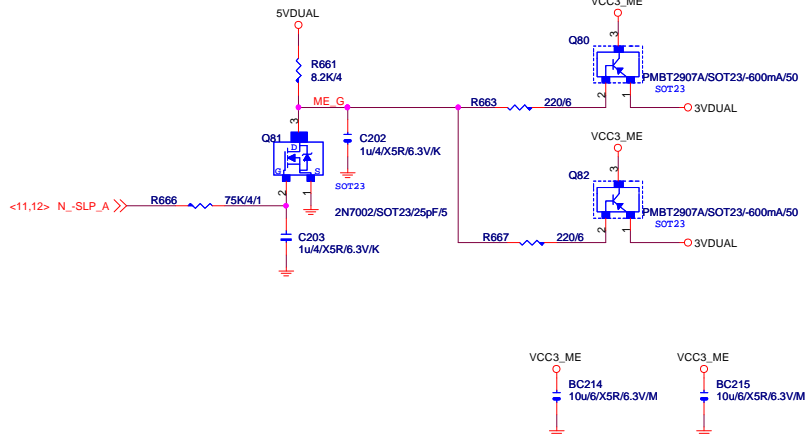 VCC3_ME
5VDUAL
Q80
3
R661
8.2K/4
PMBT2907A/SOT23/-600mA/50
SOT23
2
1
ME_G
R663
220/6
3VDUAL
3
Q81
D
G
S
C202
1u/4/X5R/6.3V/K
VCC3_ME
Q82
3
SOT23
2
1
<11,12> N_-SLP_A
R666
75K/4/1
2N7002/SOT23/25pF/5
PMBT2907A/SOT23/-600mA/50
SOT23
2
1
C203
1u/4/X5R/6.3V/K
R667
220/6
3VDUAL
VCC3_ME
VCC3_ME
BC214
10u/6/X5R/6.3V/M
BC215
10u/6/X5R/6.3V/M